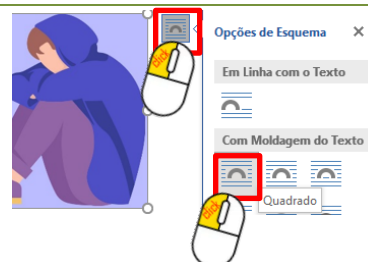 Opções de Esquema ×
click
Em Linha com o Texto
Com Moldagem do Texto
Quadrado
click